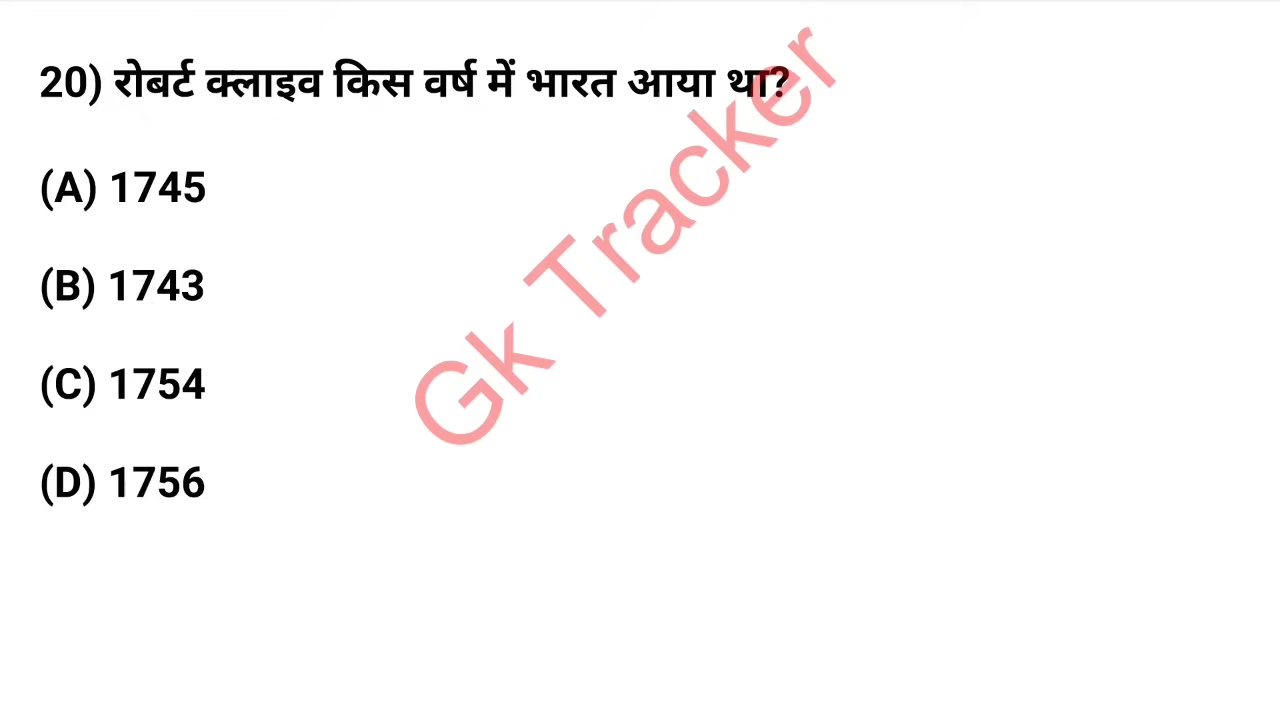 20) रोबर्ट क्लाइव किस वर्ष में भारत आया था?
(A) 1745
(B) 1743
(C) 1754
(D) 1756
Gk Tracker